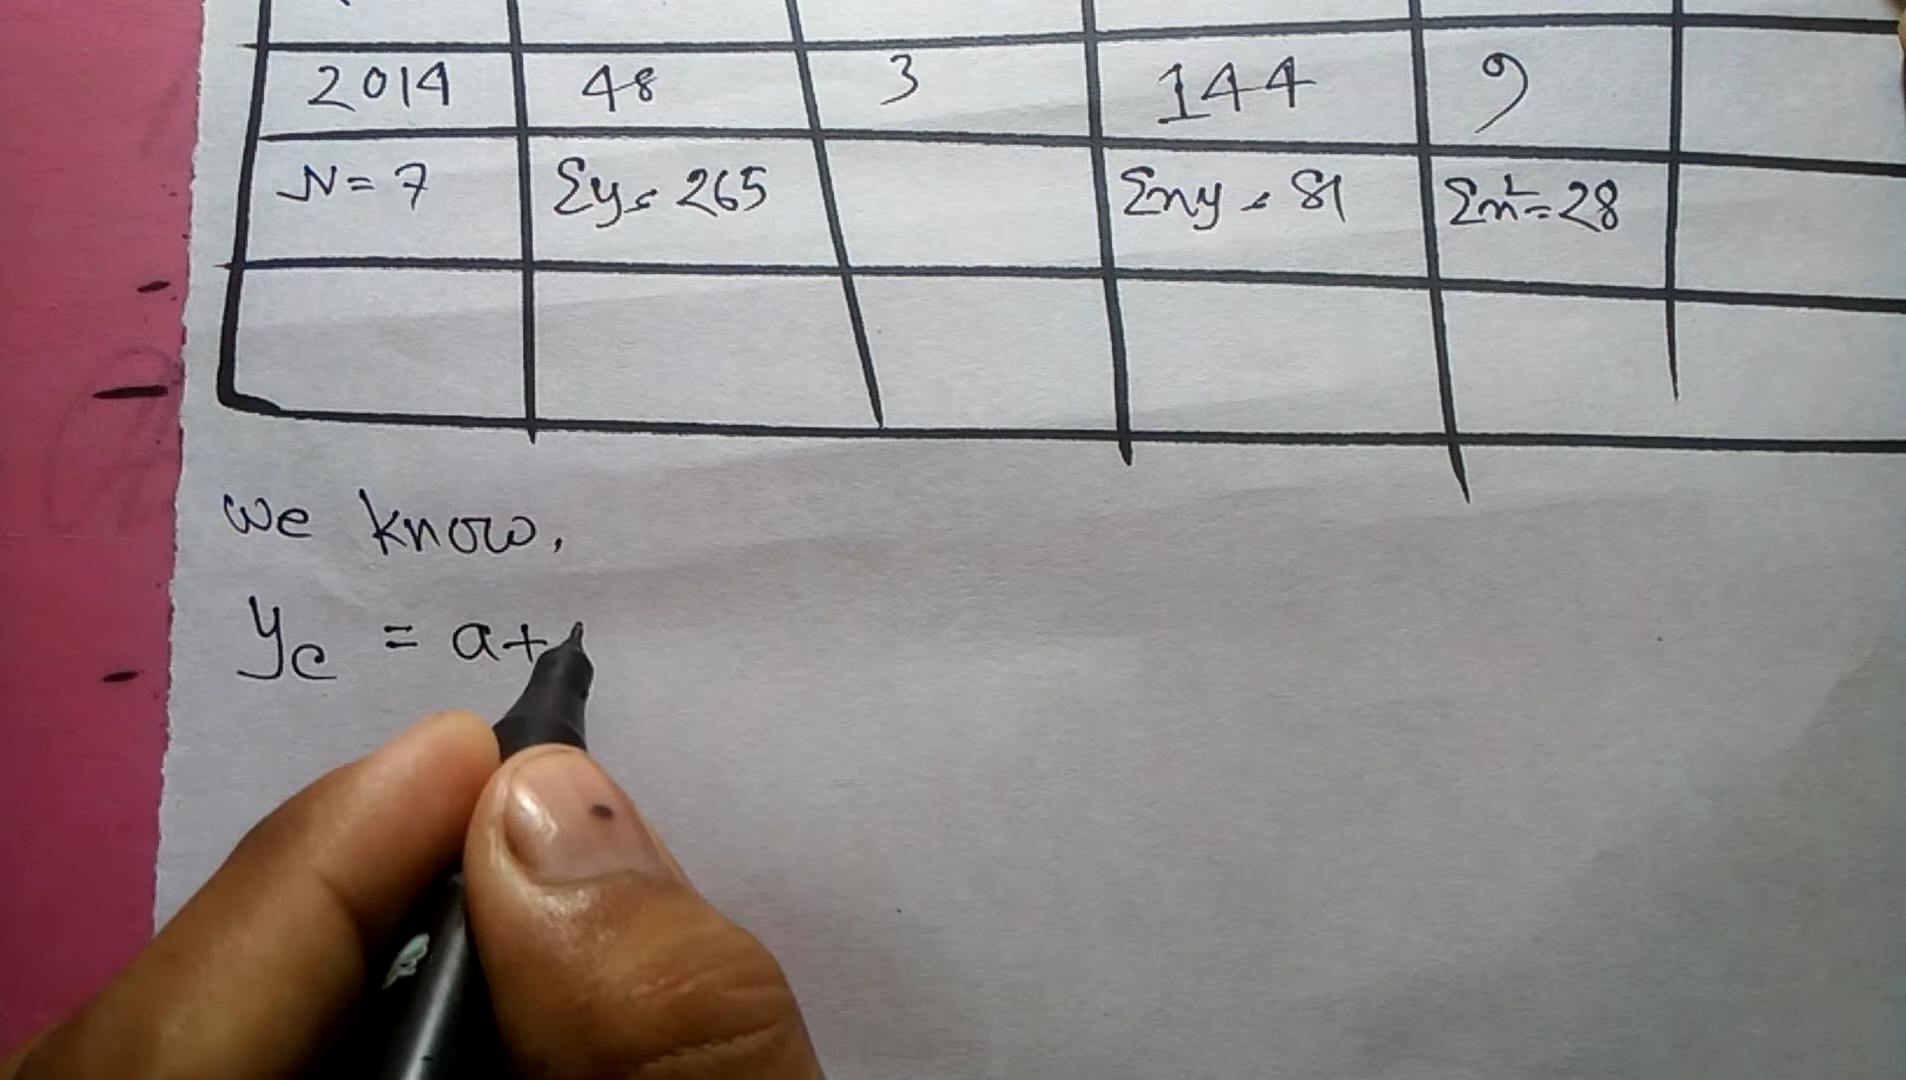 2014 48 3 144 9
N = 7 Σy = 265 Σxy = 81 Σx² = 28
We know,
yc = a+